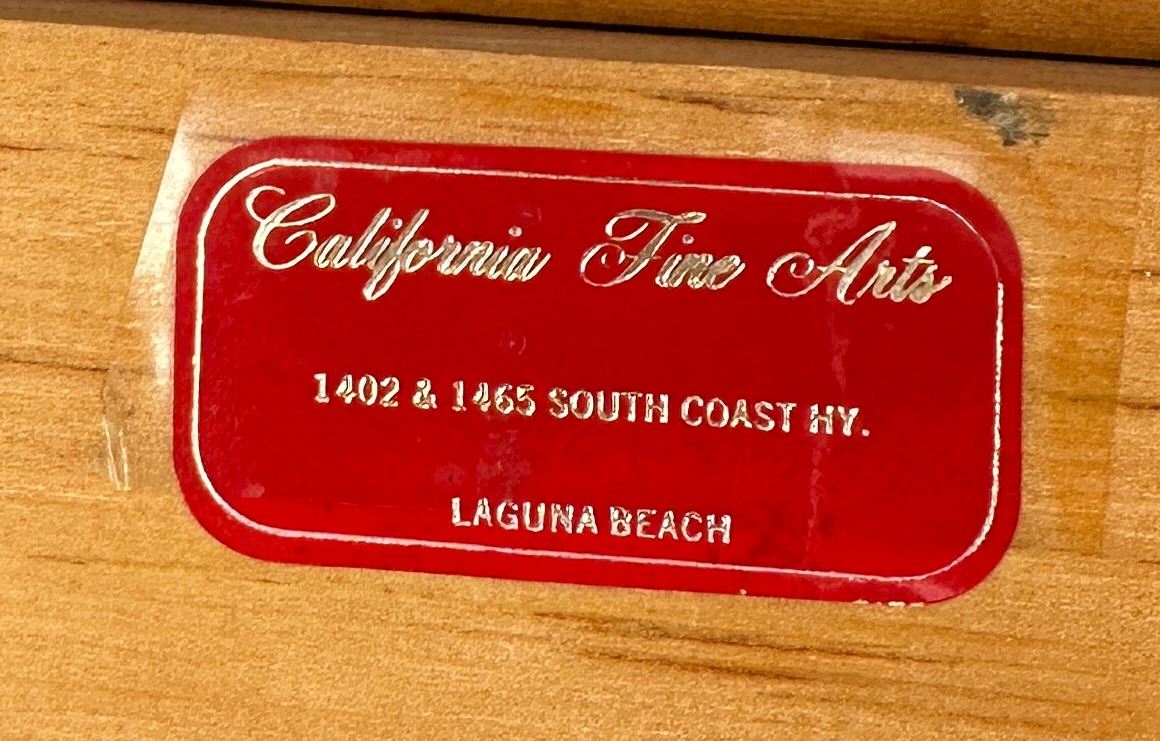 California Fine Arts
1402 & 1465 SOUTH COAST HY.
LAGUNA BEACH